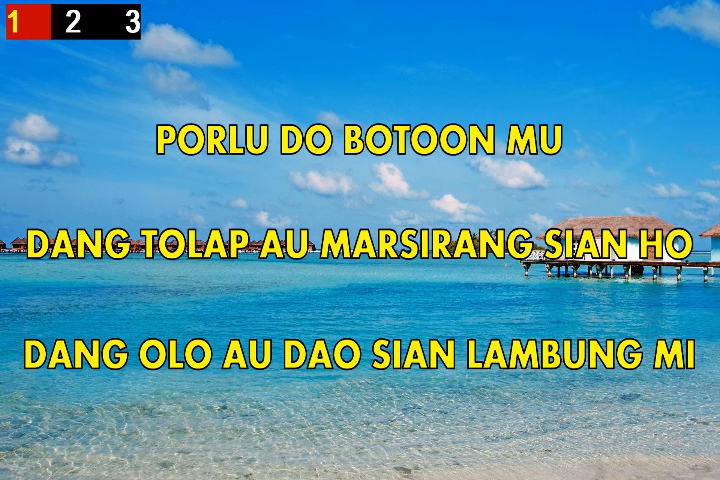 1 2 3
PORLU DO BOTOON MU
DANG TOLAP AU MARSIRANG SIAN HO
DANG OLO AU DAO SIAN LAMBUNG MI